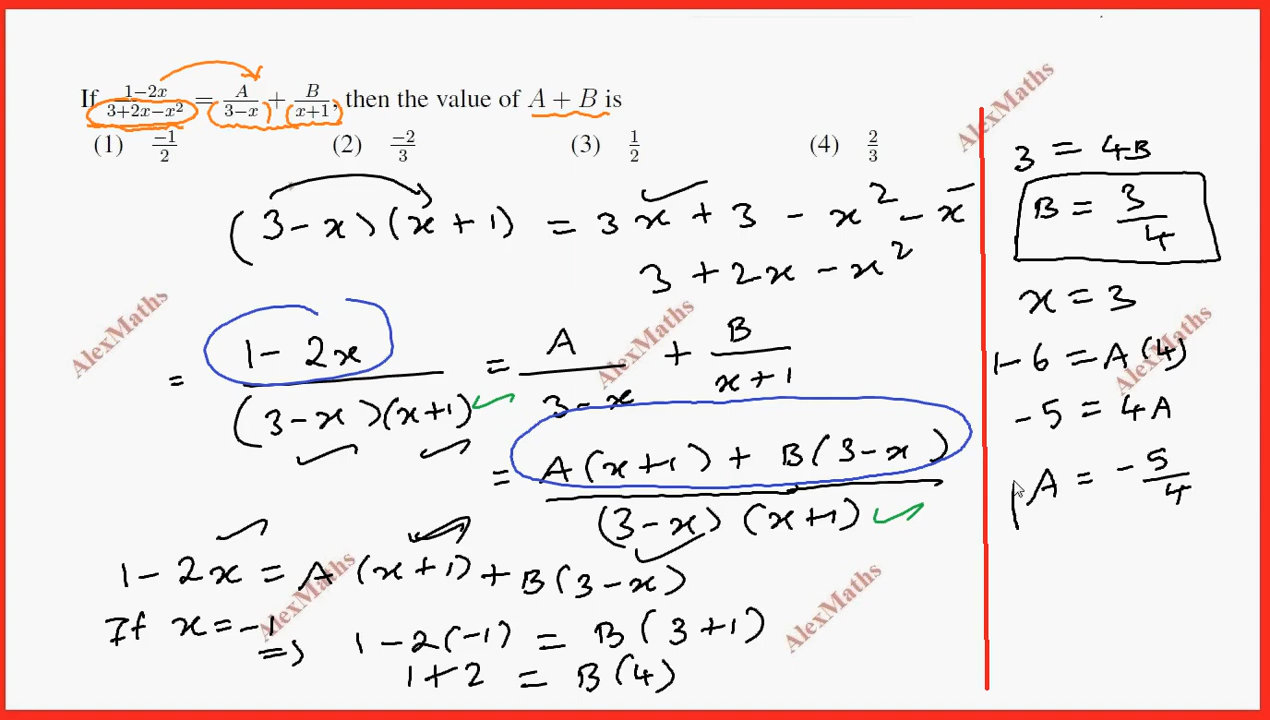 If (1−2x)/(3+2x−x²) = A/(3−x) + B/(x+1), then the value of A + B is
(1) −1/2 (2) −2/3 (3) 1/2 (4) 2/3
(3−x)(x+1) = 3x + 3 − x² − x
3 + 2x − x²
= (1 − 2x)/((3−x)(x+1)) = A/(3−x) + B/(x+1)
= (A(x+1) + B(3−x))/((3−x)(x+1))
1 − 2x = A(x+1) + B(3−x)
If x = −1
⇒ 1 − 2(−1) = B(3+1)
1+2 = B(4)
3 = 4B
B = 3/4
x = 3
1−6 = A(4)
−5 = 4A
A = −5/4
AlexMaths
AlexMaths
AlexMaths
AlexMaths
AlexMaths
AlexMaths